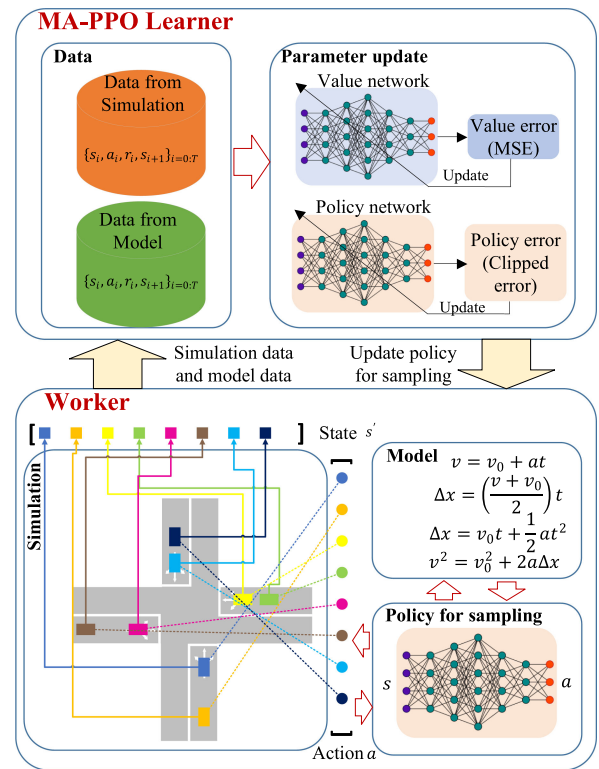 MA-PPO Learner
Data
Data from
Simulation
{s_i, a_i, r_i, s_{i+1}}_{i=0:T}
Data from
Model
{s_i, a_i, r_i, s_{i+1}}_{i=0:T}
Parameter update
Value network
Value error
(MSE)
Update
Policy network
Policy error
(Clipped
error)
Update
Simulation data
and model data
Update policy
for sampling
Worker
[ ]
State s′
Simulation
[
]
Action a
Model
v = v_0 + at
Δx = ((v + v_0)/2) t
Δx = v_0t + 1/2 at^2
v^2 = v_0^2 + 2aΔx
Policy for sampling
s
a